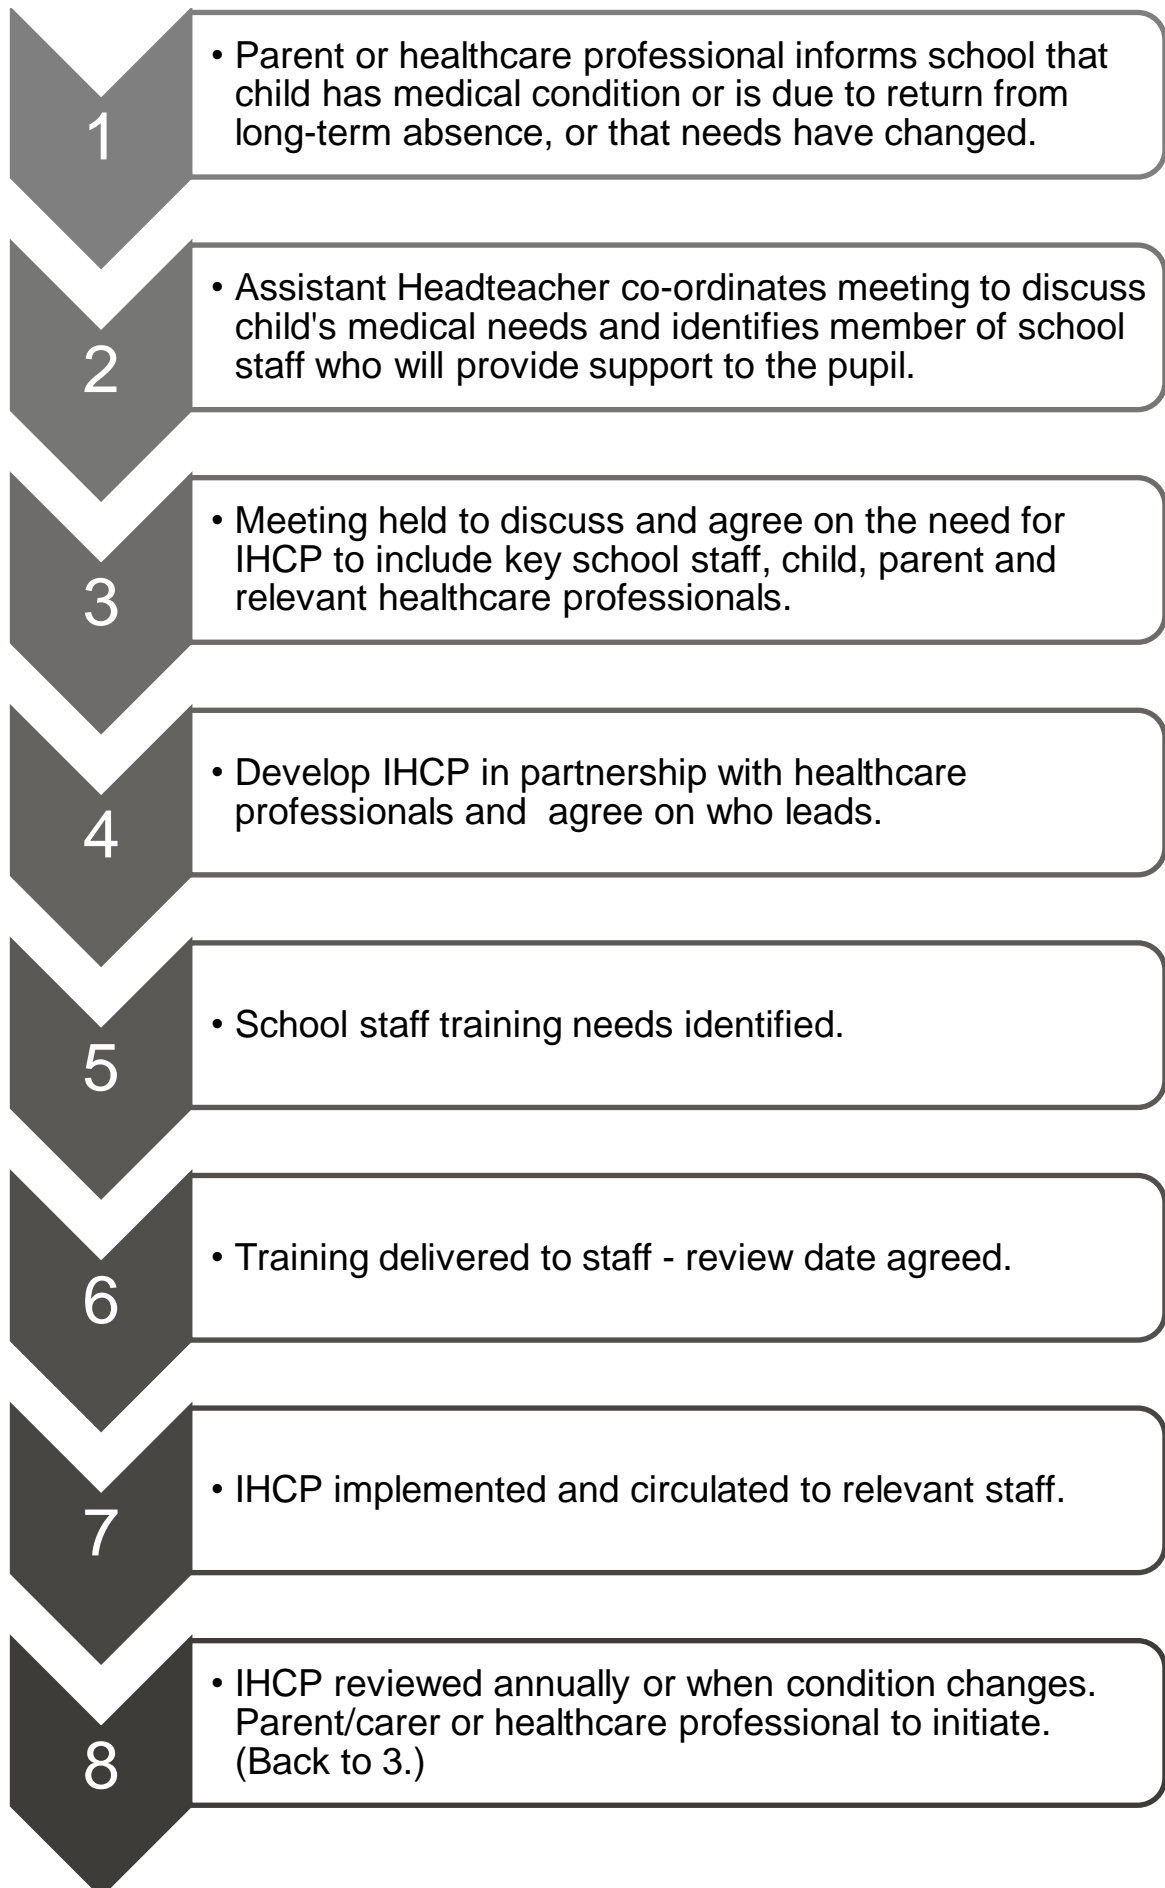 1
• Parent or healthcare professional informs school that
child has medical condition or is due to return from
long-term absence, or that needs have changed.
2
• Assistant Headteacher co-ordinates meeting to discuss
child's medical needs and identifies member of school
staff who will provide support to the pupil.
3
• Meeting held to discuss and agree on the need for
IHCP to include key school staff, child, parent and
relevant healthcare professionals.
4
• Develop IHCP in partnership with healthcare
professionals and  agree on who leads.
5
• School staff training needs identified.
6
• Training delivered to staff - review date agreed.
7
• IHCP implemented and circulated to relevant staff.
8
• IHCP reviewed annually or when condition changes.
Parent/carer or healthcare professional to initiate.
(Back to 3.)